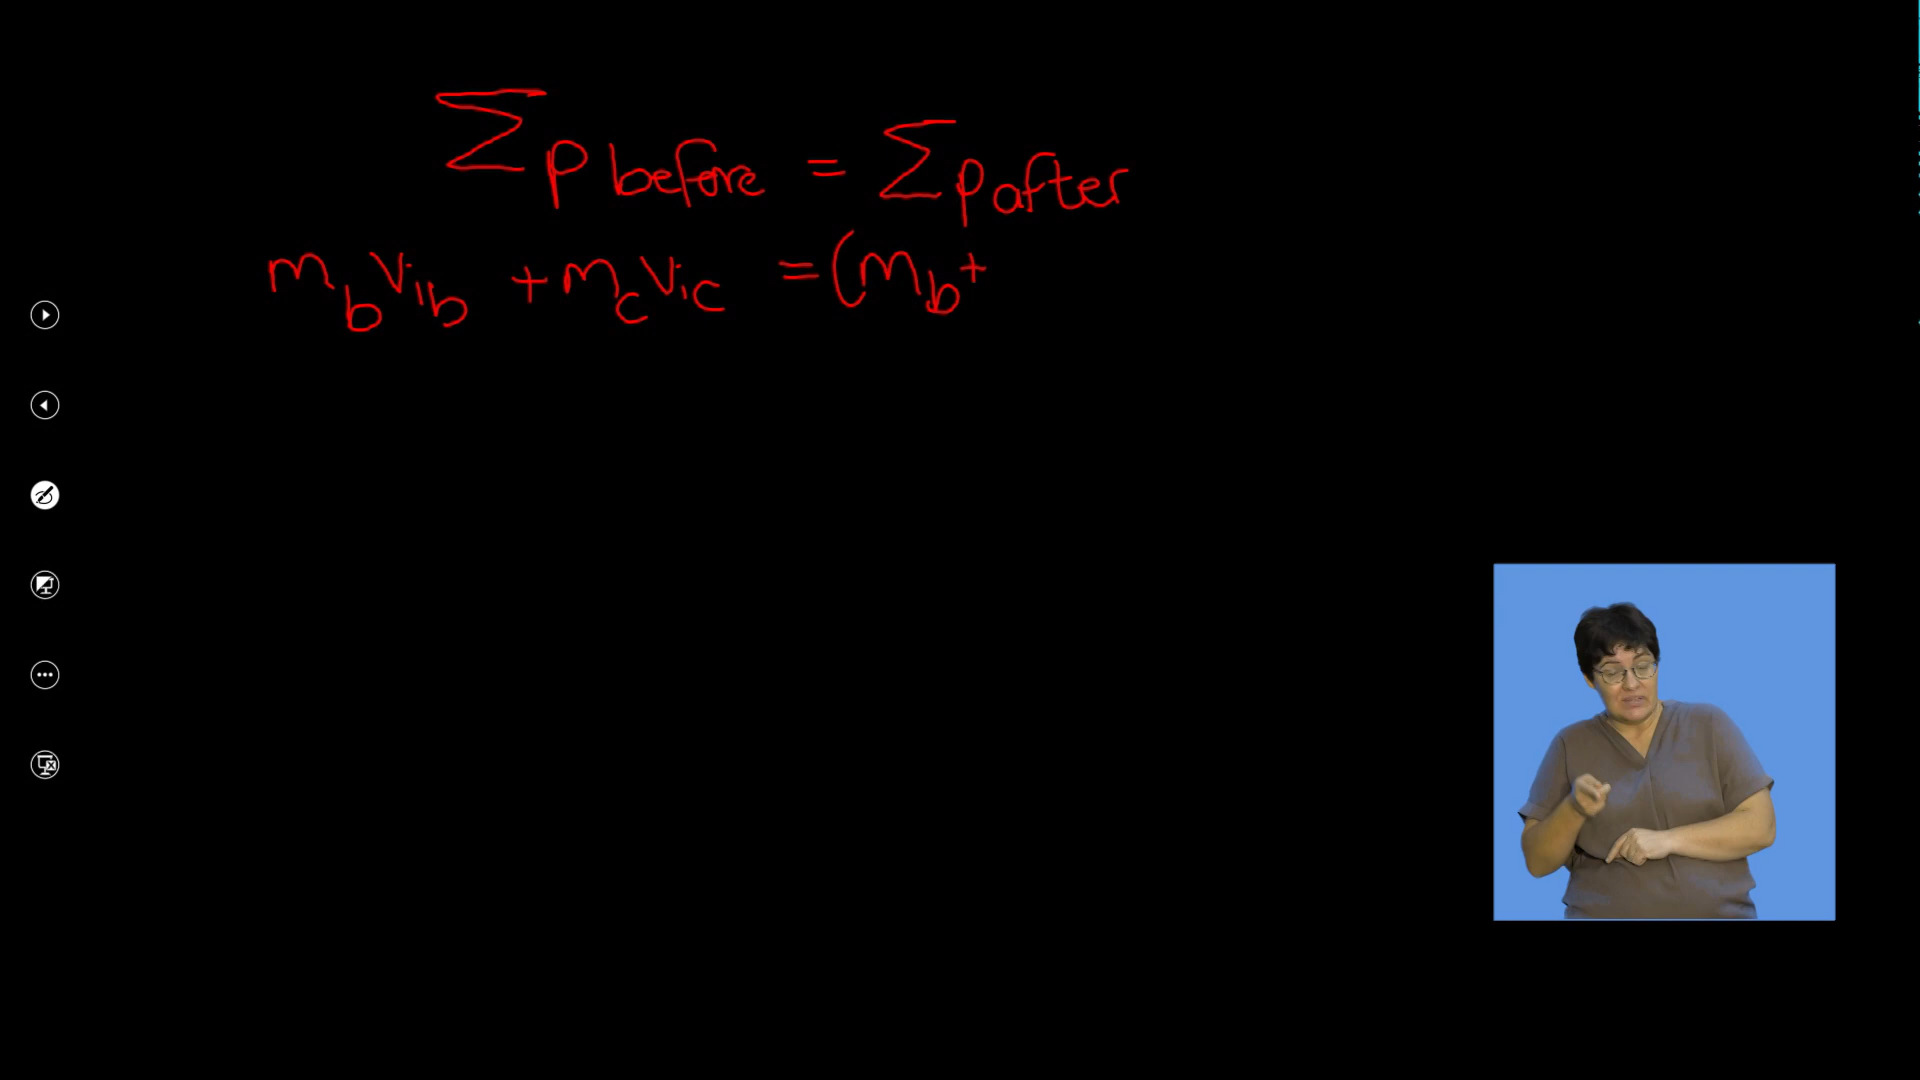 Σp before = Σp after
m_b v_ib + m_c v_ic = (m_b +